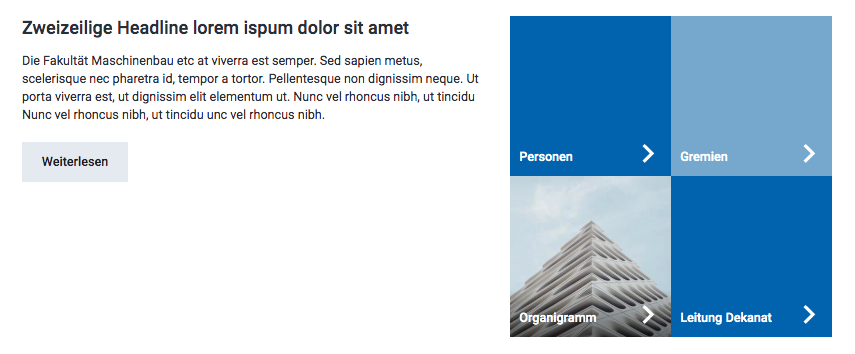 Zweizeilige Headline lorem ispum dolor sit amet
Die Fakultät Maschinenbau etc at viverra est semper. Sed sapien metus,
scelerisque nec pharetra id, tempor a tortor. Pellentesque non dignissim neque. Ut
porta viverra est, ut dignissim elit elementum ut. Nunc vel rhoncus nibh, ut tincidu
Nunc vel rhoncus nibh, ut tincidu unc vel rhoncus nibh.
Weiterlesen
Personen
Gremien
Organigramm
Leitung Dekanat